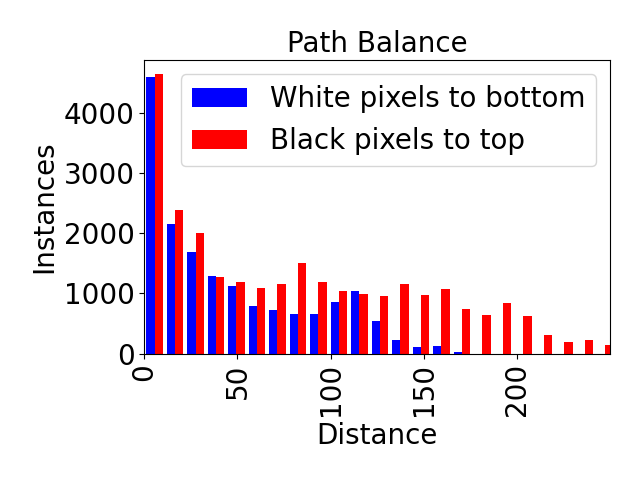 Path Balance
White pixels to bottom
Black pixels to top
Instances
4000
3000
2000
1000
0
0
50
100
150
200
Distance